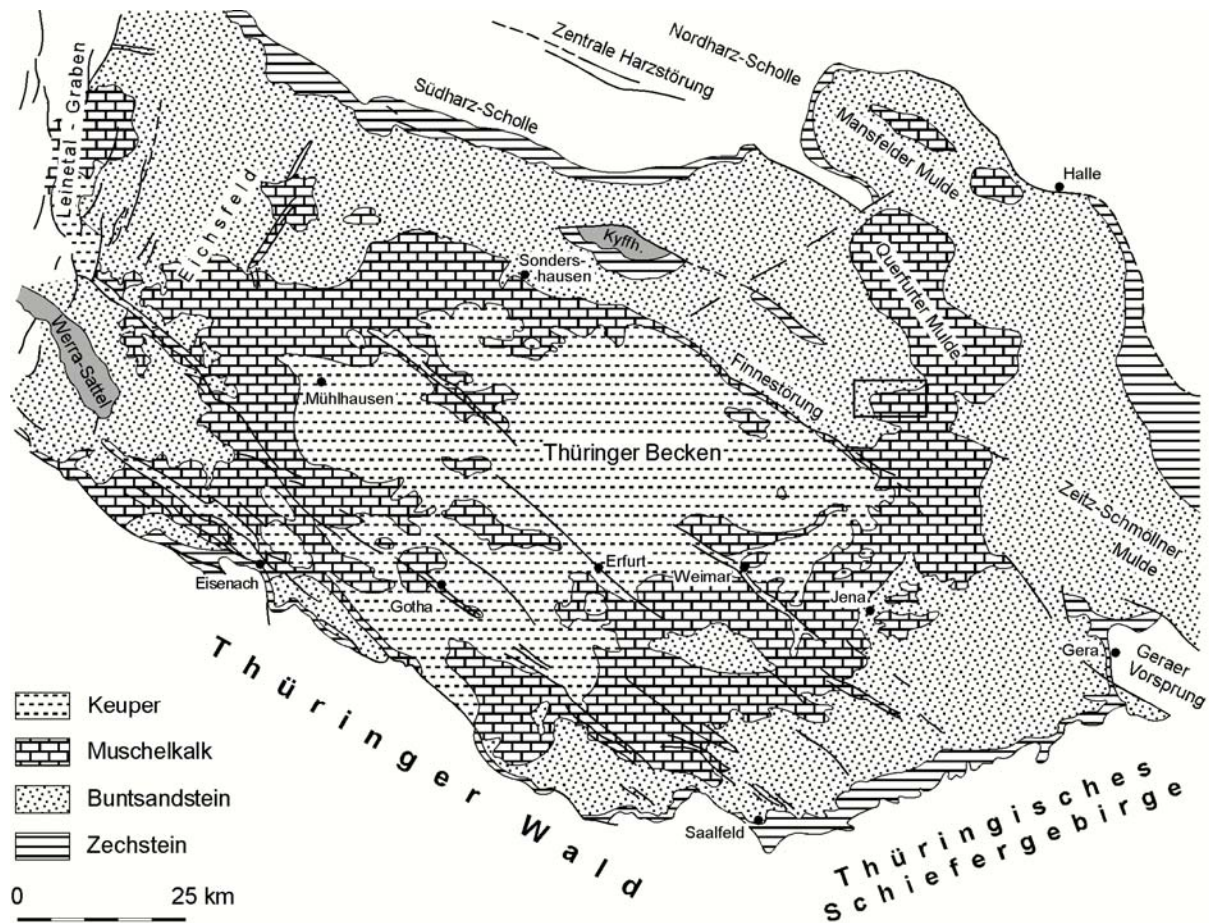 Zentrale Harzstörung
Nordharz-Scholle
Südharz-Scholle
Leinetal - Graben
Eichsfeld
Mansfelder Mulde
Halle
Kyffh.
Sonders-
hausen
Querfurter Mulde
Werra-Sattel
Mühlhausen
Finnestörung
Thüringer Becken
Zeitz-Schmöllner
Mulde
Eisenach
Gotha
Erfurt
Weimar
Jena
Gera
Geraer
Vorsprung
Thüringer Wald
Saalfeld
Thüringisches
Schiefergebirge
Keuper
Muschelkalk
Buntsandstein
Zechstein
0 25 km